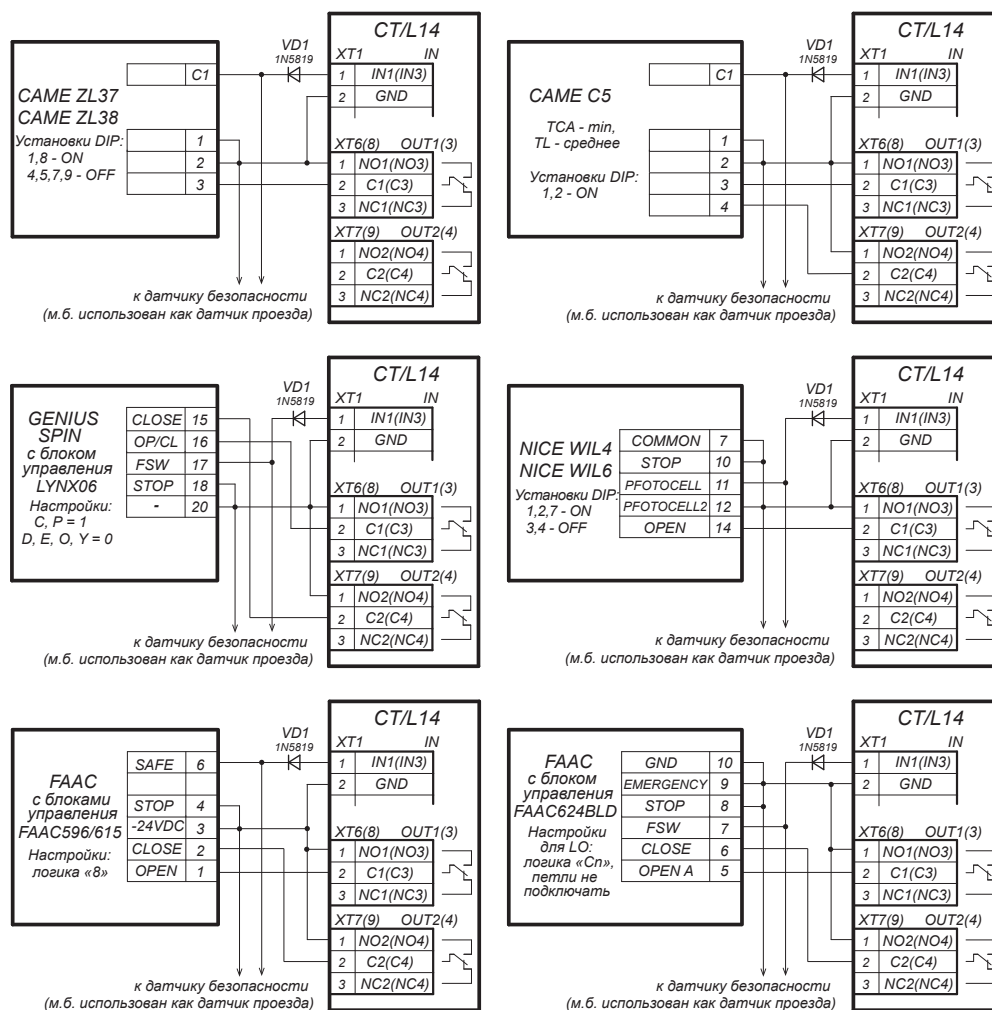 CAME ZL37
CAME ZL38
Установки DIP:
1,8 - ON
4,5,7,9 - OFF
C1
1
2
3
VD1
1N5819
CT/L14
XT1 IN
1 IN1(IN3)
2 GND
XT6(8) OUT1(3)
1 NO1(NO3)
2 C1(C3)
3 NC1(NC3)
XT7(9) OUT2(4)
1 NO2(NO4)
2 C2(C4)
3 NC2(NC4)
к датчику безопасности
(м.б. использован как датчик проезда)
CAME C5
TCA - min,
TL - среднее
Установки DIP:
1,2 - ON
C1
1
2
3
4
VD1
1N5819
CT/L14
XT1 IN
1 IN1(IN3)
2 GND
XT6(8) OUT1(3)
1 NO1(NO3)
2 C1(C3)
3 NC1(NC3)
XT7(9) OUT2(4)
1 NO2(NO4)
2 C2(C4)
3 NC2(NC4)
к датчику безопасности
(м.б. использован как датчик проезда)
GENIUS
SPIN
с блоком
управления
LYNX06
Настройки:
C, P = 1
D, E, O, Y = 0
CLOSE 15
OP/CL 16
FSW 17
STOP 18
- 20
VD1
1N5819
CT/L14
XT1 IN
1 IN1(IN3)
2 GND
XT6(8) OUT1(3)
1 NO1(NO3)
2 C1(C3)
3 NC1(NC3)
XT7(9) OUT2(4)
1 NO2(NO4)
2 C2(C4)
3 NC2(NC4)
к датчику безопасности
(м.б. использован как датчик проезда)
NICE WIL4
NICE WIL6
Установки DIP:
1,2,7 - ON
3,4 - OFF
COMMON 7
STOP 10
PFOTOCELL 11
PFOTOCELL2 12
OPEN 14
VD1
1N5819
CT/L14
XT1 IN
1 IN1(IN3)
2 GND
XT6(8) OUT1(3)
1 NO1(NO3)
2 C1(C3)
3 NC1(NC3)
XT7(9) OUT2(4)
1 NO2(NO4)
2 C2(C4)
3 NC2(NC4)
к датчику безопасности
(м.б. использован как датчик проезда)
FAAC
с блоками
управления
FAAC596/615
Настройки:
логика «8»
SAFE 6
STOP 4
-24VDC 3
CLOSE 2
OPEN 1
VD1
1N5819
CT/L14
XT1 IN
1 IN1(IN3)
2 GND
XT6(8) OUT1(3)
1 NO1(NO3)
2 C1(C3)
3 NC1(NC3)
XT7(9) OUT2(4)
1 NO2(NO4)
2 C2(C4)
3 NC2(NC4)
к датчику безопасности
(м.б. использован как датчик проезда)
FAAC
с блоком
управления
FAAC624BLD
Настройки
для LO:
логика «Cn»,
петли не
подключать
GND 10
EMERGENCY 9
STOP 8
FSW 7
CLOSE 6
OPEN A 5
VD1
1N5819
CT/L14
XT1 IN
1 IN1(IN3)
2 GND
XT6(8) OUT1(3)
1 NO1(NO3)
2 C1(C3)
3 NC1(NC3)
XT7(9) OUT2(4)
1 NO2(NO4)
2 C2(C4)
3 NC2(NC4)
к датчику безопасности
(м.б. использован как датчик проезда)